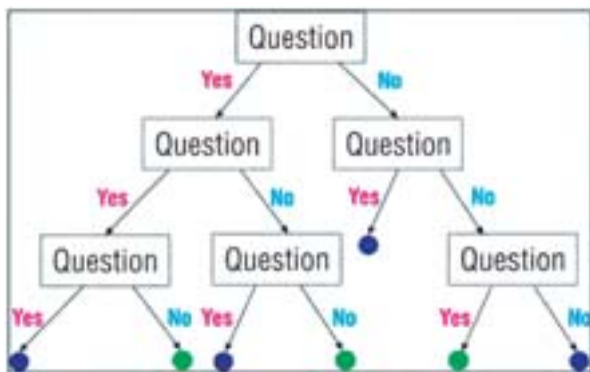 Question
Yes No
Question Question
Yes No Yes No
Question Question Question
Yes No Yes No Yes No